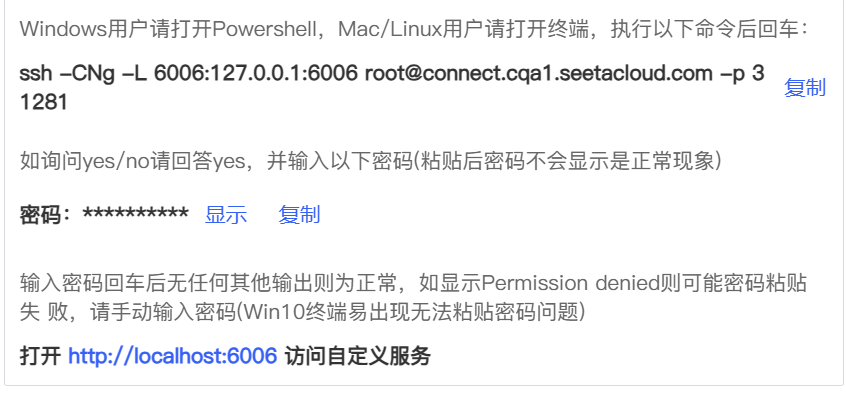 Windows用户请打开Powershell，Mac/Linux用户请打开终端，执行以下命令后回车：
ssh -CNg -L 6006:127.0.0.1:6006 root@connect.cqa1.seetacloud.com -p 3
1281
复制
如询问yes/no请回答yes，并输入以下密码(粘贴后密码不会显示是正常现象)
密码：********** 显示 复制
输入密码回车后无任何其他输出则为正常，如显示Permission denied则可能密码粘贴
失 败，请手动输入密码(Win10终端易出现无法粘贴密码问题)
打开 http://localhost:6006 访问自定义服务